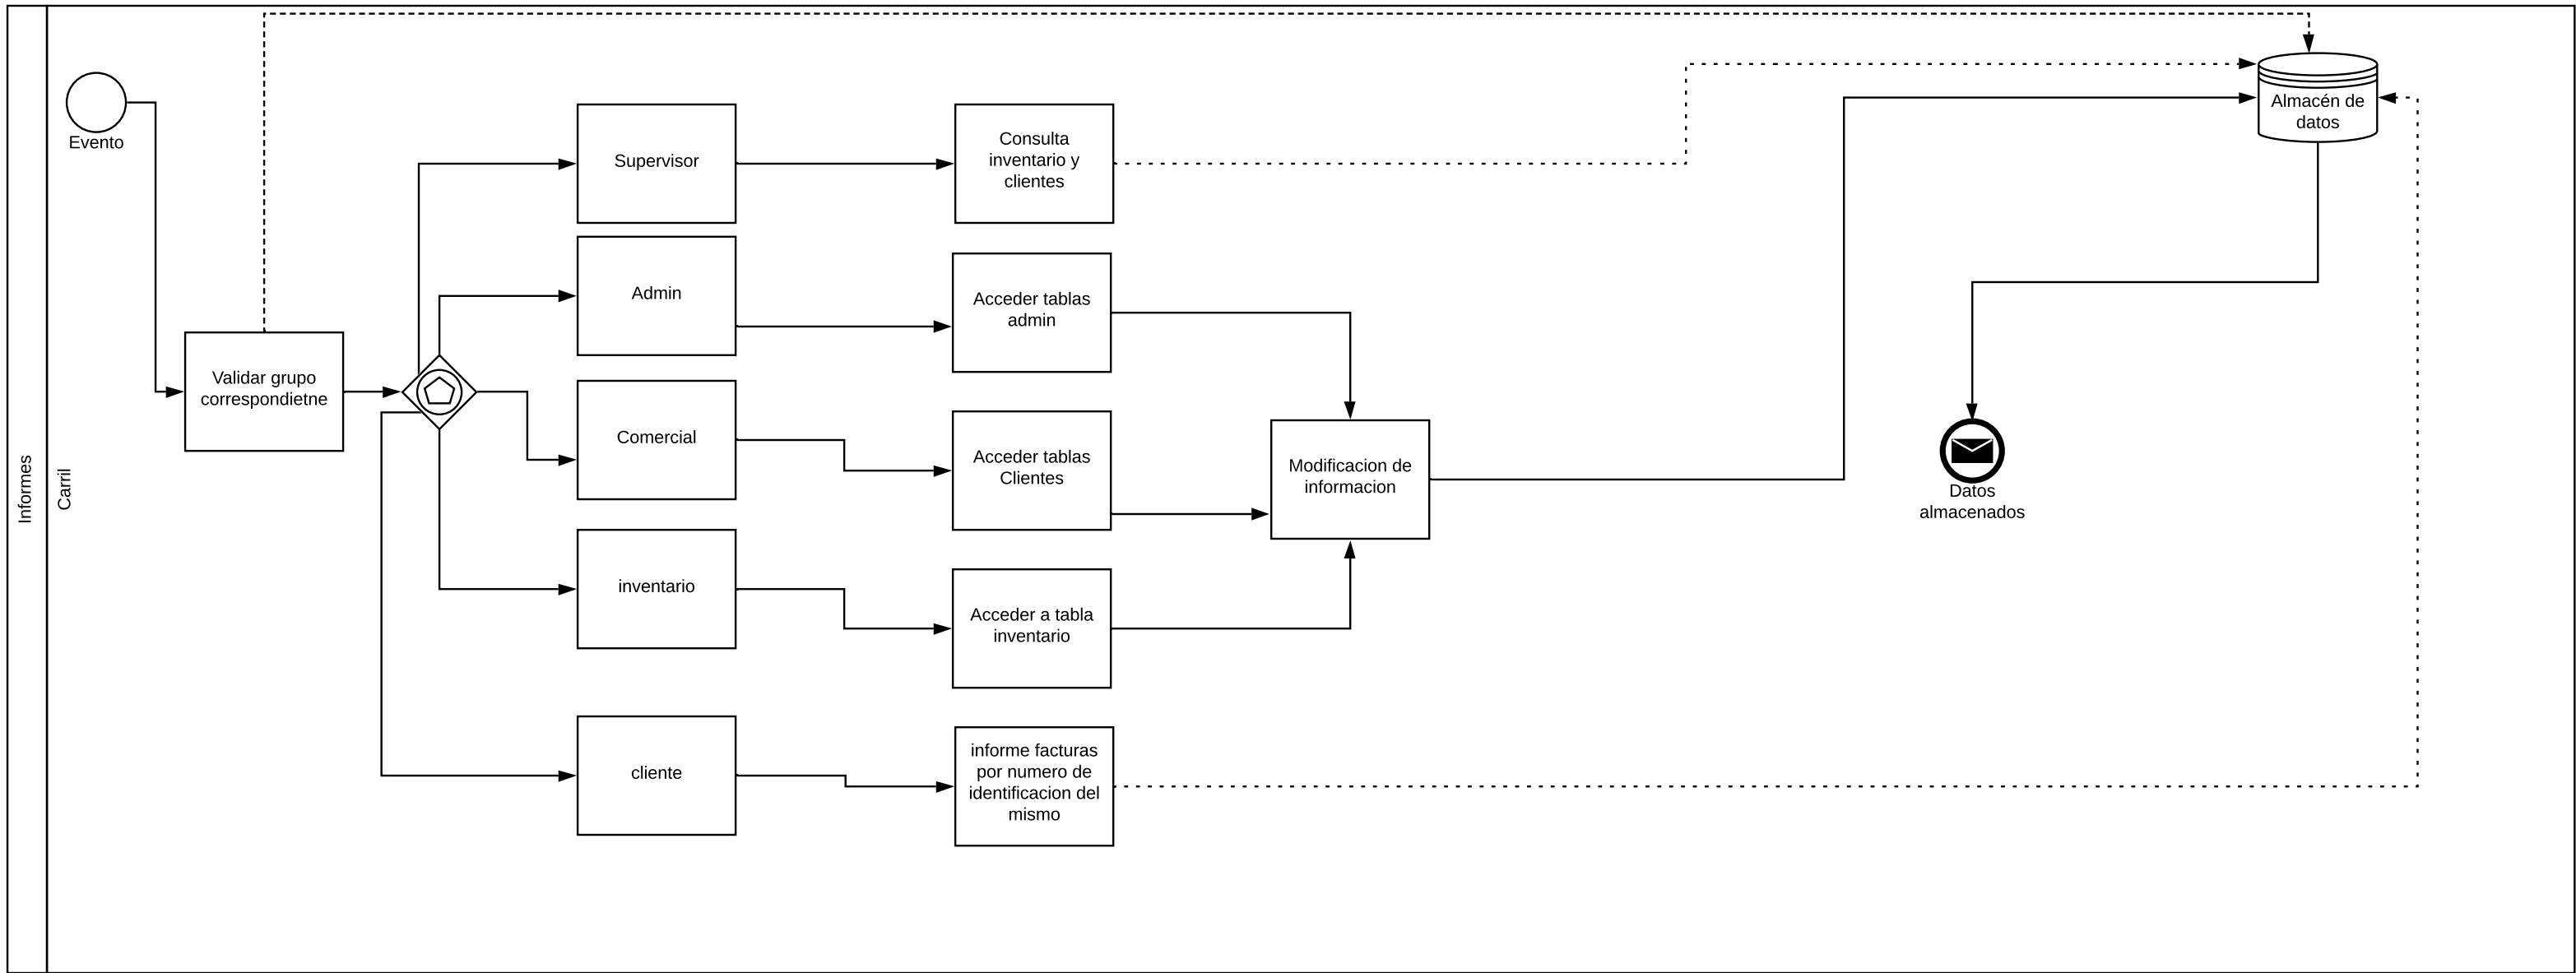 Informes
Carril
Evento
Validar grupo
correspondietne
Supervisor
Admin
Comercial
inventario
cliente
Consulta
inventario y
clientes
Acceder tablas
admin
Acceder tablas
Clientes
Acceder a tabla
inventario
informe facturas
por numero de
identificacion del
mismo
Modificacion de
informacion
Almacén de
datos
Datos
almacenados